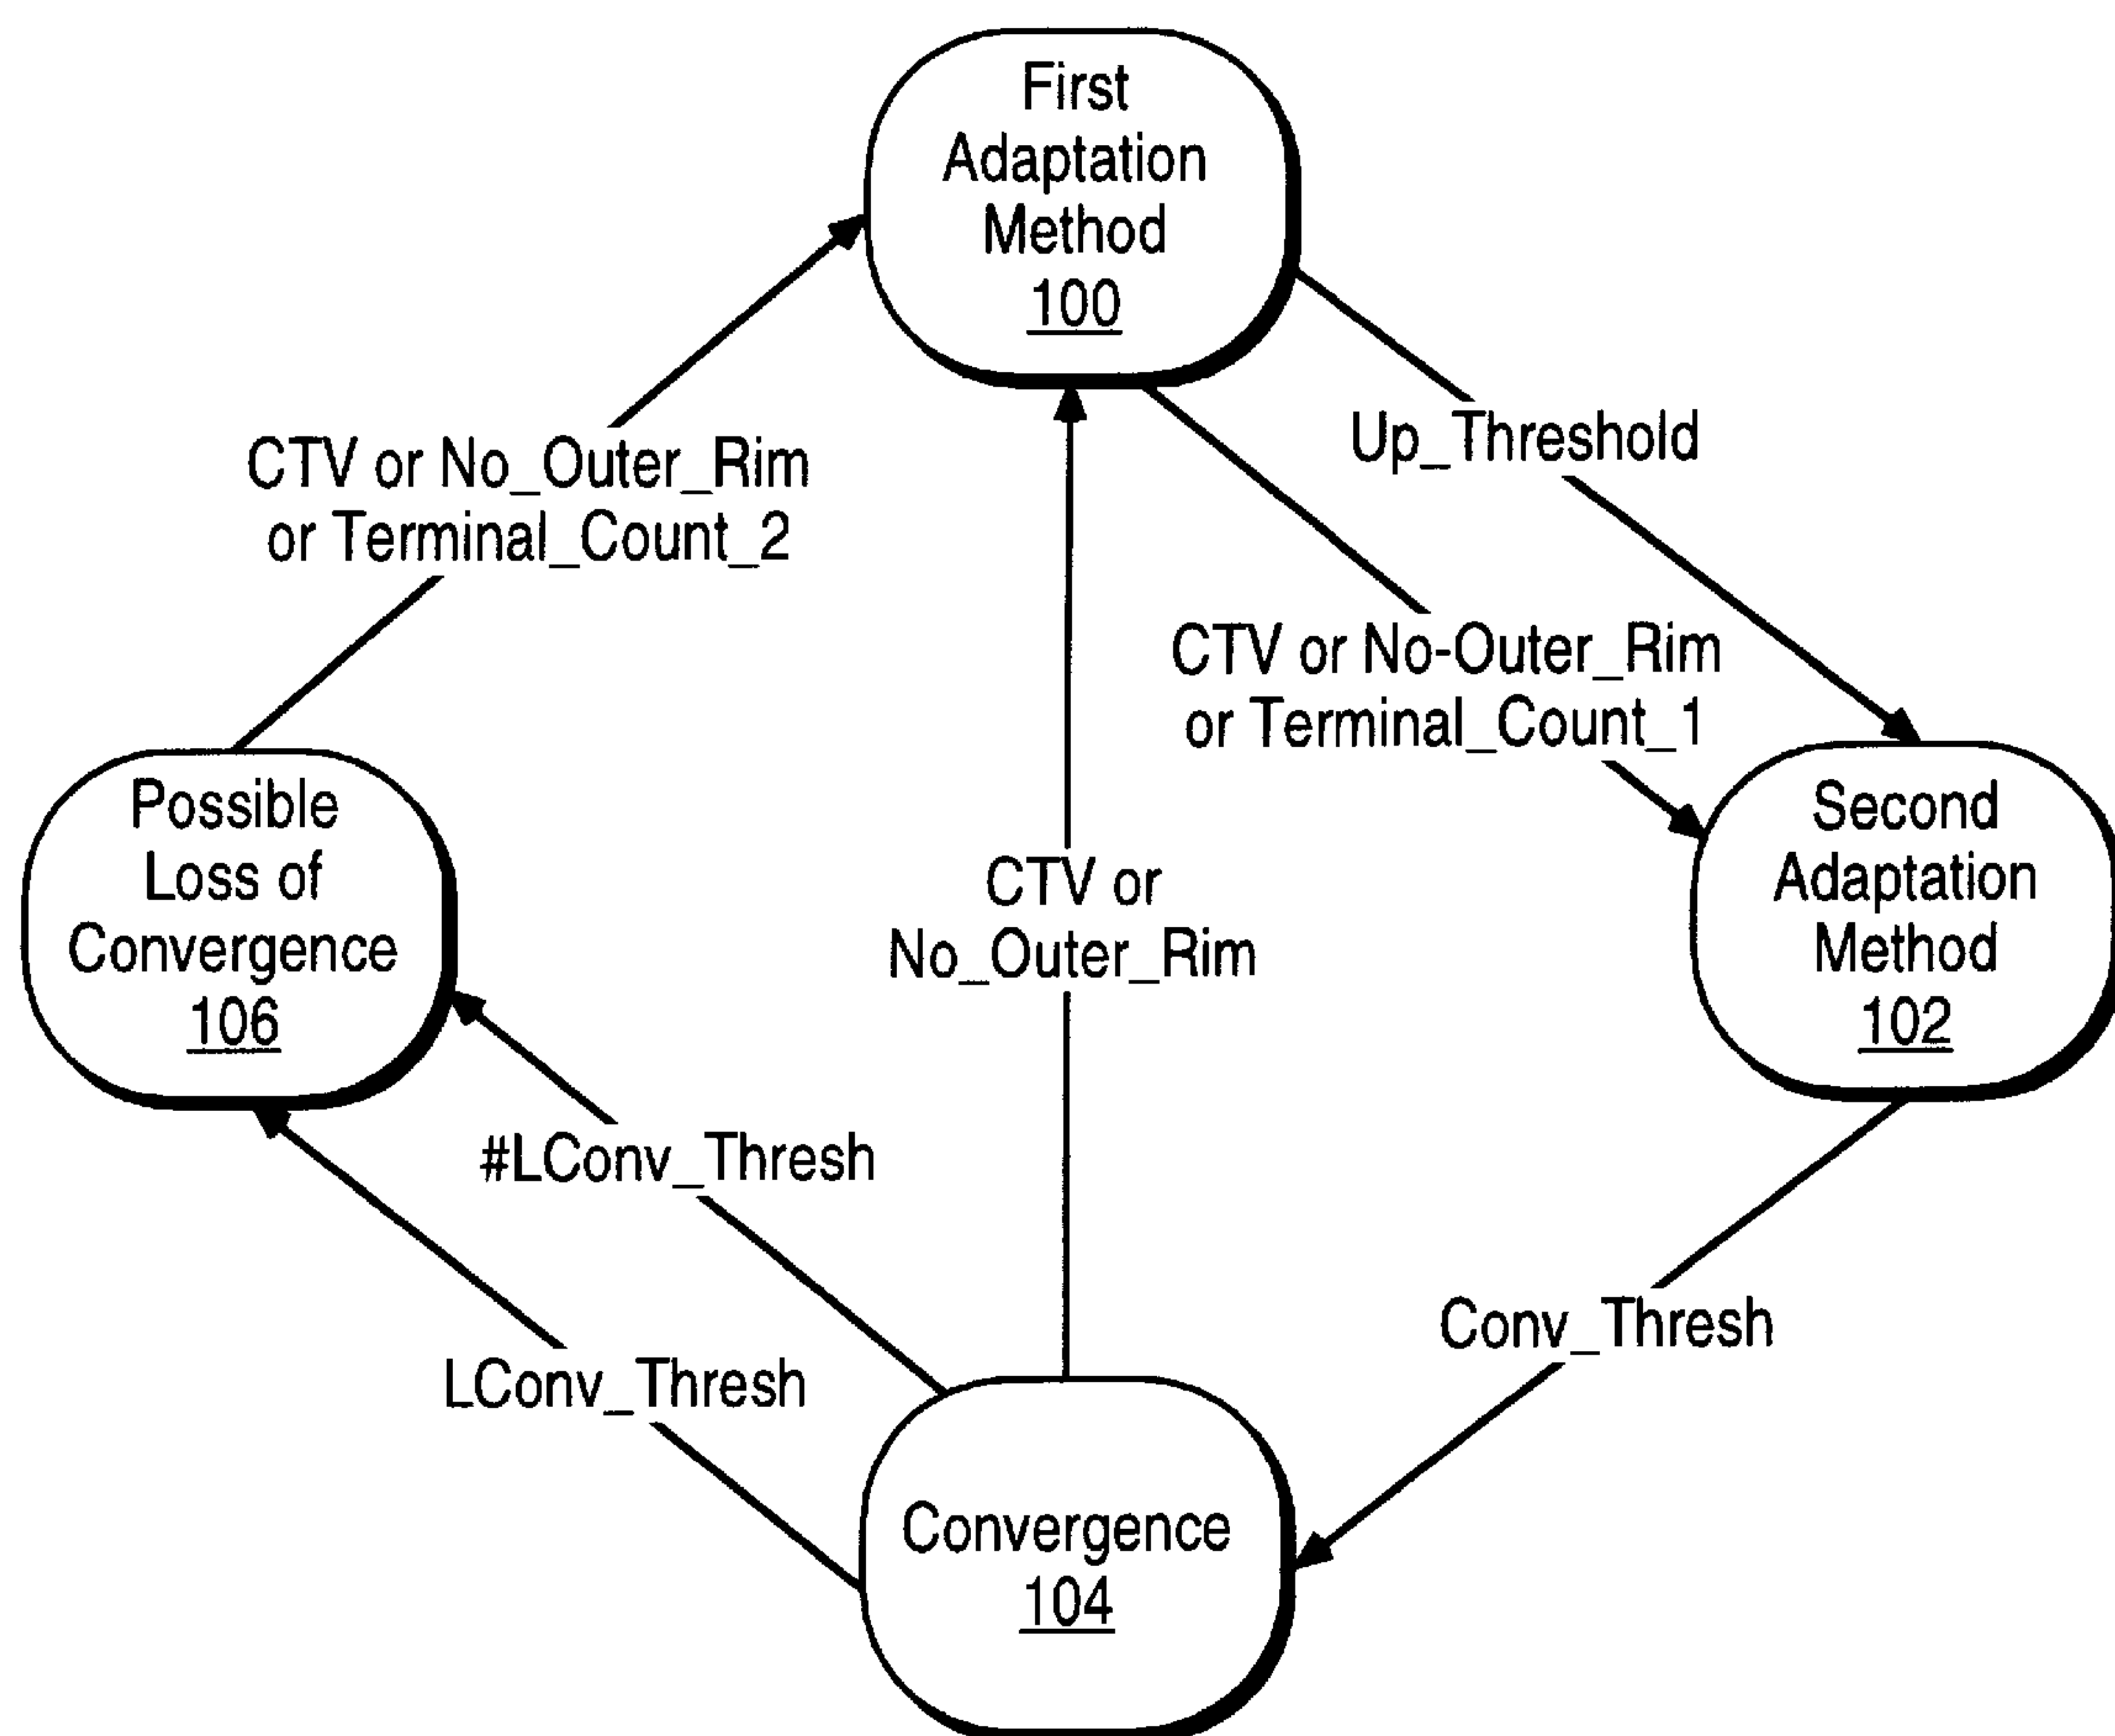 First
Adaptation
Method
100
Up_Threshold
CTV or No_Outer_Rim
or Terminal_Count_2
CTV or No-Outer_Rim
or Terminal_Count_1
Possible
Loss of
Convergence
106
CTV or
No_Outer_Rim
Second
Adaptation
Method
102
#LConv_Thresh
LConv_Thresh
Conv_Thresh
Convergence
104